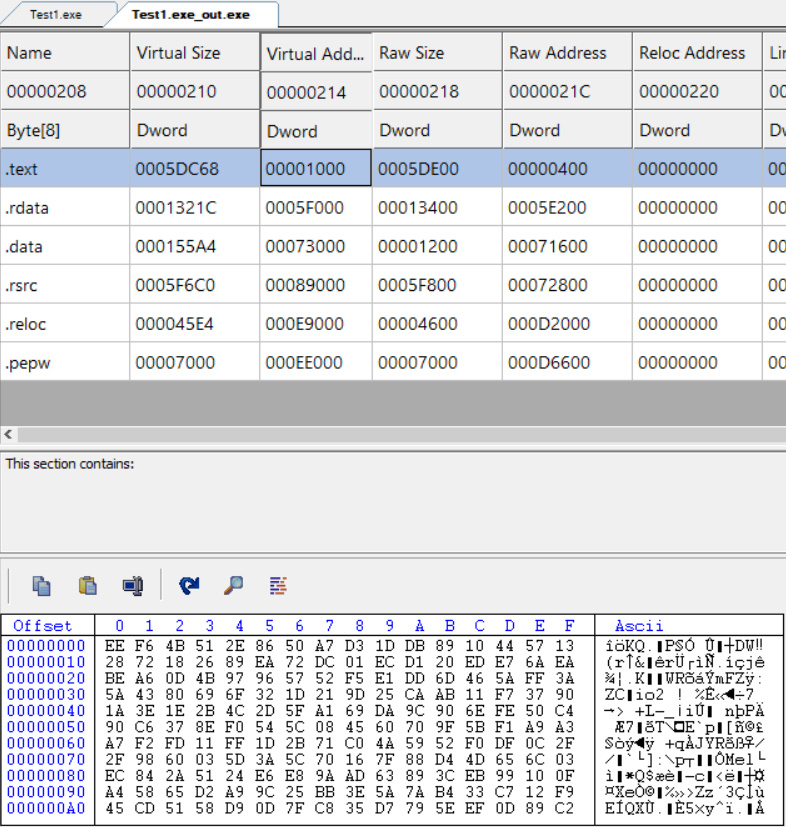 Test1.exe Test1.exe_out.exe
Name Virtual Size Virtual Add... Raw Size Raw Address Reloc Address
00000208 00000210 00000214 00000218 0000021C 00000220
Byte[8] Dword Dword Dword Dword Dword
.text 0005DC68 00001000 0005DE00 00000400 00000000
.rdata 0001321C 0005F000 00013400 0005E200 00000000
.data 000155A4 00073000 00001200 00071600 00000000
.rsrc 0005F6C0 00089000 0005F800 00072800 00000000
.reloc 000045E4 000E9000 00004600 000D2000 00000000
.pepw 00007000 000EE000 00007000 000D6600 00000000
This section contains:
Offset 0 1 2 3 4 5 6 7 8 9 A B C D E F Ascii
00000000 EE F6 4B 51 2E 86 50 A7 D3 1D DB 89 10 44 57 13
00000010 28 72 18 26 89 EA 72 DC 01 EC D1 20 ED E7 6A EA
00000020 BE A6 0D 4B 97 96 57 52 F5 E1 DD 6D 46 5A FF 3A
00000030 5A 43 80 69 6F 32 1D 21 9D 25 CA AB 11 F7 37 90
00000040 1A 3E 1E 2B 4C 2D 5F A1 69 DA 9C 90 6E FE 50 C4
00000050 90 C6 37 8E F0 54 5C 08 45 60 70 9F 5B F1 A9 A3
00000060 A7 F2 FD 11 FF 1D 2B 71 C0 4A 59 52 F0 DF 0C 2F
00000070 2F 98 60 03 5D 3A 5C 70 16 7F 88 D4 4D 65 6C 03
00000080 EC 84 2A 51 24 E6 E8 9A AD 63 89 3C EB 99 10 0F
00000090 A4 58 65 D2 A9 9C 25 BB 3E 5A 7A B4 33 C7 12 F9
000000A0 45 CD 51 58 D9 0D 7F C8 35 D7 79 5E EF 0D 89 C2